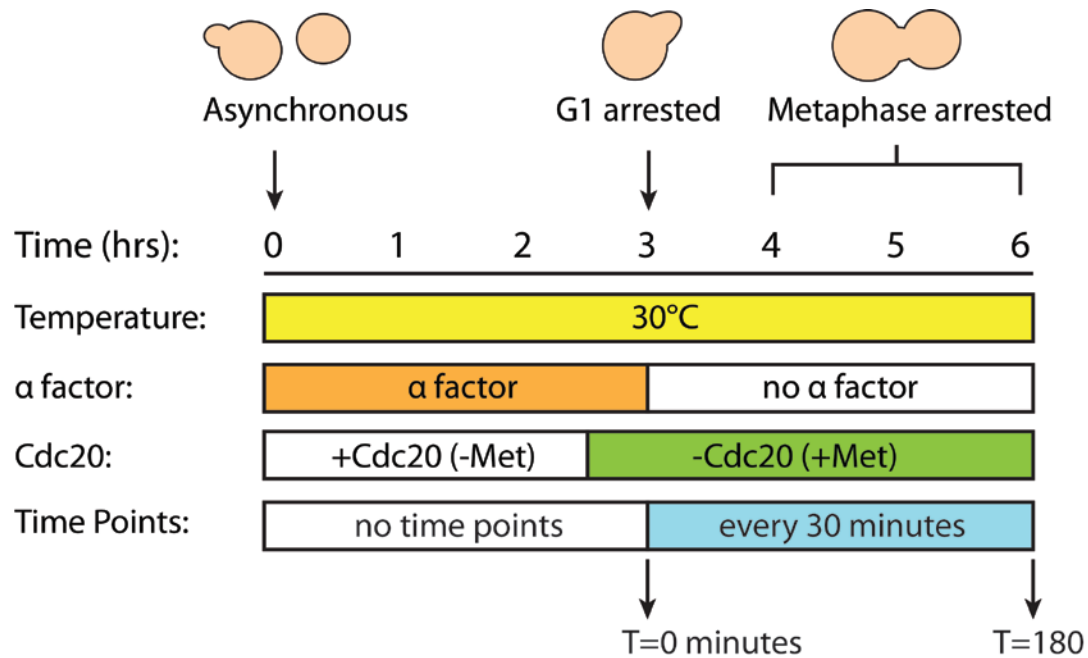 Asynchronous G1 arrested Metaphase arrested
Time (hrs): 0 1 2 3 4 5 6
Temperature: 30°C
α factor: α factor no α factor
Cdc20: +Cdc20 (-Met) -Cdc20 (+Met)
Time Points: no time points every 30 minutes
T=0 minutes T=180